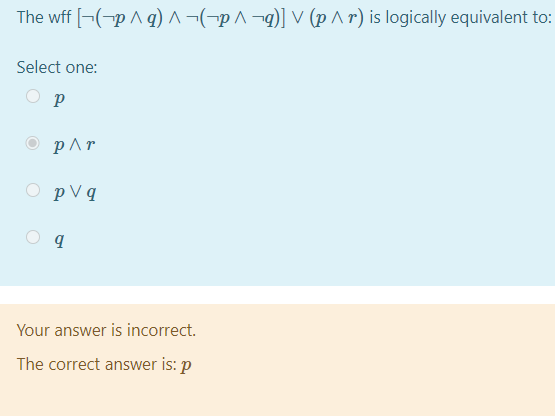 The wff [¬(¬p ∧ q) ∧ ¬(¬p ∧ ¬q)] ∨ (p ∧ r) is logically equivalent to:
Select one:
p
p ∧ r
p ∨ q
q
Your answer is incorrect.
The correct answer is: p